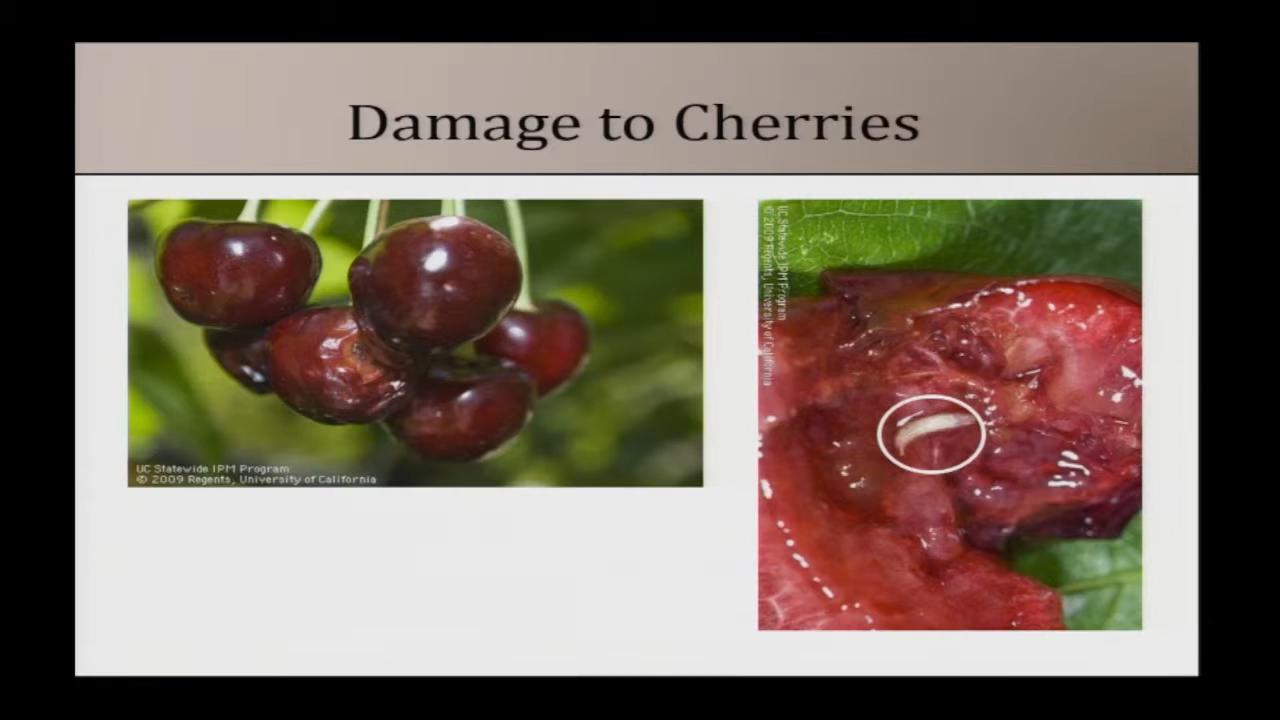 Damage to Cherries
UC Statewide IPM Program
© 2009 Regents, University of California
UC Statewide IPM Program
© 2009 Regents, University of California